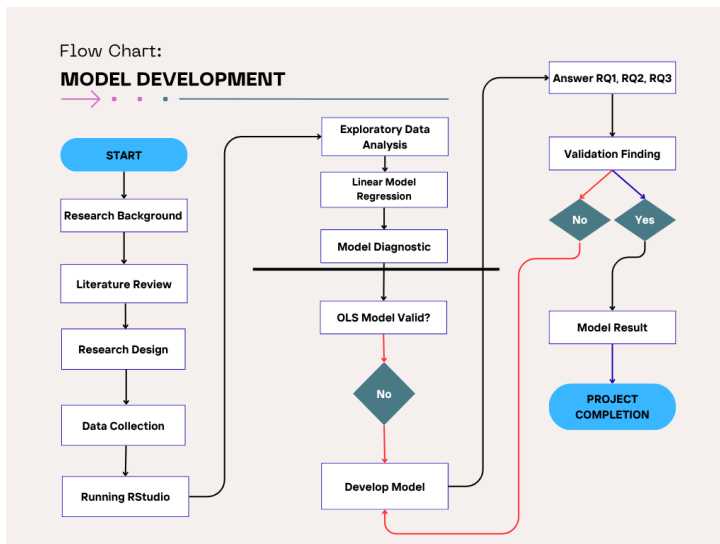 Flow Chart:
MODEL DEVELOPMENT
START
Research Background
Literature Review
Research Design
Data Collection
Running RStudio
Exploratory Data
Analysis
Linear Model
Regression
Model Diagnostic
OLS Model Valid?
No
Develop Model
Answer RQ1, RQ2, RQ3
Validation Finding
No
Yes
Model Result
PROJECT
COMPLETION